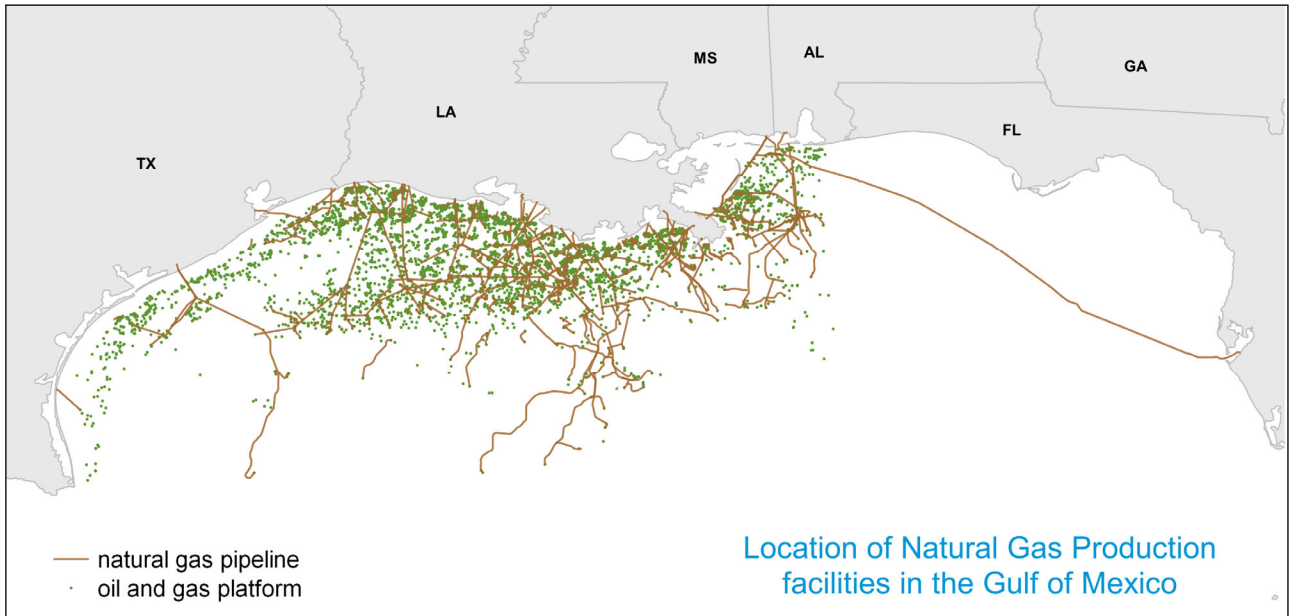 MS
AL
GA
LA
FL
TX
natural gas pipeline
oil and gas platform
Location of Natural Gas Production
facilities in the Gulf of Mexico